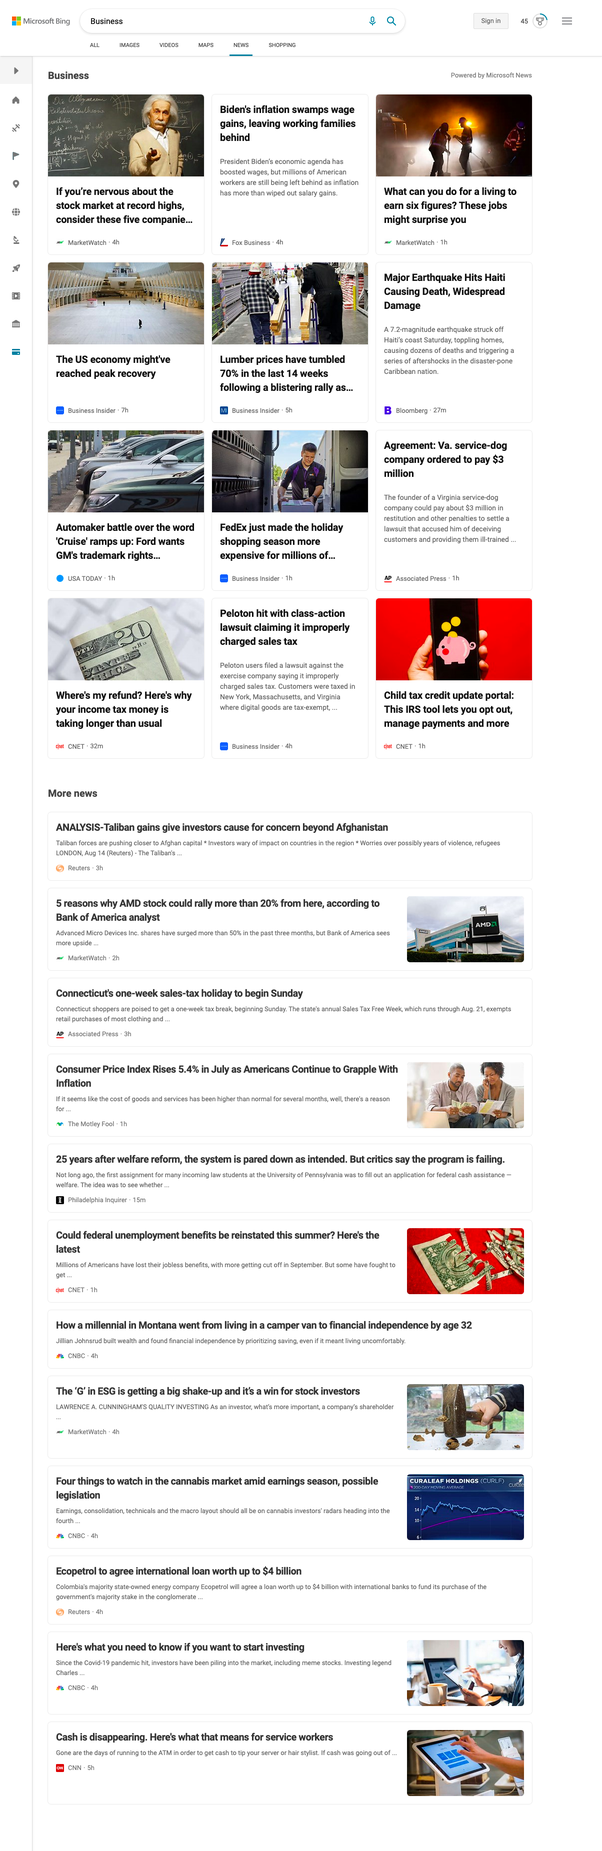 Microsoft Bing
Business
Sign in
45
ALL
IMAGES
VIDEOS
MAPS
NEWS
SHOPPING
Business
Powered by Microsoft News
If you're nervous about the
stock market at record highs,
consider these five companie...
MarketWatch · 4h
Biden's inflation swamps wage
gains, leaving working families
behind
President Biden's economic agenda has
boosted wages, but millions of American
workers are still being left behind as inflation
has more than wiped out salary gains.
Fox Business · 4h
What can you do for a living to
earn six figures? These jobs
might surprise you
MarketWatch · 1h
The US economy might've
reached peak recovery
Business Insider · 7h
Lumber prices have tumbled
70% in the last 14 weeks
following a blistering rally as...
Business Insider · 5h
Major Earthquake Hits Haiti
Causing Death, Widespread
Damage
A 7.2-magnitude earthquake struck off
Haiti's coast Saturday, toppling homes,
causing dozens of deaths and triggering a
series of aftershocks in the disaster-prone
Caribbean nation.
Bloomberg · 27m
Automaker battle over the word
'Cruise' ramps up: Ford wants
GM's trademark rights...
USA TODAY · 1h
FedEx just made the holiday
shopping season more
expensive for millions of...
Business Insider · 1h
Agreement: Va. service-dog
company ordered to pay $3
million
The founder of a Virginia service-dog
company could pay about $3 million in
restitution and other penalties to settle a
lawsuit that accused him of deceiving
customers and providing them ill-trained ...
AP Associated Press · 1h
Where's my refund? Here's why
your income tax money is
taking longer than usual
CNET · 32m
Peloton hit with class-action
lawsuit claiming it improperly
charged sales tax
Peloton users filed a lawsuit against the
exercise company saying it improperly
charged sales tax. Customers were taxed in
New York, Massachusetts, and Virginia
where digital goods are tax-exempt, ...
Business Insider · 4h
Child tax credit update portal:
This IRS tool lets you opt out,
manage payments and more
CNET · 1h
More news
ANALYSIS-Taliban gains give investors cause for concern beyond Afghanistan
Taliban forces are pushing closer to Afghan capital * Investors wary of impact on countries in the region * Worries over possibly years of violence, refugees
LONDON, Aug 14 (Reuters) - The Taliban's ...
Reuters · 3h
5 reasons why AMD stock could rally more than 20% from here, according to
Bank of America analyst
Advanced Micro Devices Inc. shares have surged more than 50% in the past three months, but Bank of America sees
more upside ...
MarketWatch · 2h
AMD
Connecticut's one-week sales-tax holiday to begin Sunday
Connecticut shoppers are poised to get a one-week tax break, beginning Sunday. The state's annual Sales Tax Free Week, which runs through Aug. 21, exempts
retail purchases of most clothing and ...
AP Associated Press · 3h
Consumer Price Index Rises 5.4% in July as Americans Continue to Grapple With
Inflation
If it seems like the cost of goods and services has been higher than normal for several months, well, there's a reason
for ...
The Motley Fool · 1h
25 years after welfare reform, the system is pared down as intended. But critics say the program is failing.
Not long ago, the first assignment for many incoming law students at the University of Pennsylvania was to fill out an application for federal cash assistance —
welfare. The idea was to see whether ...
Philadelphia Inquirer · 15m
Could federal unemployment benefits be reinstated this summer? Here's the
latest
Millions of Americans have lost their jobless benefits, with more getting cut off in September. But some have fought to
get ...
CNET · 1h
How a millennial in Montana went from living in a camper van to financial independence by age 32
Jillian Johnsrud built wealth and found financial independence by prioritizing saving, even if it meant living uncomfortably.
CNBC · 4h
The 'G' in ESG is getting a big shake-up and it's a win for stock investors
LAWRENCE A. CUNNINGHAM'S QUALITY INVESTING As an investor, what's more important, a company's shareholder
...
MarketWatch · 4h
Four things to watch in the cannabis market amid earnings season, possible
legislation
Earnings, consolidation, technicals and the macro layout should all be on cannabis investors' radars heading into the
fourth ...
CNBC · 4h
CURALEAF HOLDINGS (CURLF)
Ecopetrol to agree international loan worth up to $4 billion
Colombia's majority state-owned energy company Ecopetrol will agree a loan worth up to $4 billion with international banks to fund its purchase of the
government's majority stake in the conglomerate ...
Reuters · 4h
Here's what you need to know if you want to start investing
Since the Covid-19 pandemic hit, investors have been piling into the market, including meme stocks. Investing legend
Charles ...
CNBC · 4h
Cash is disappearing. Here's what that means for service workers
Gone are the days of running to the ATM in order to get cash to tip your server or hair stylist. If cash was going out of ...
CNN · 5h